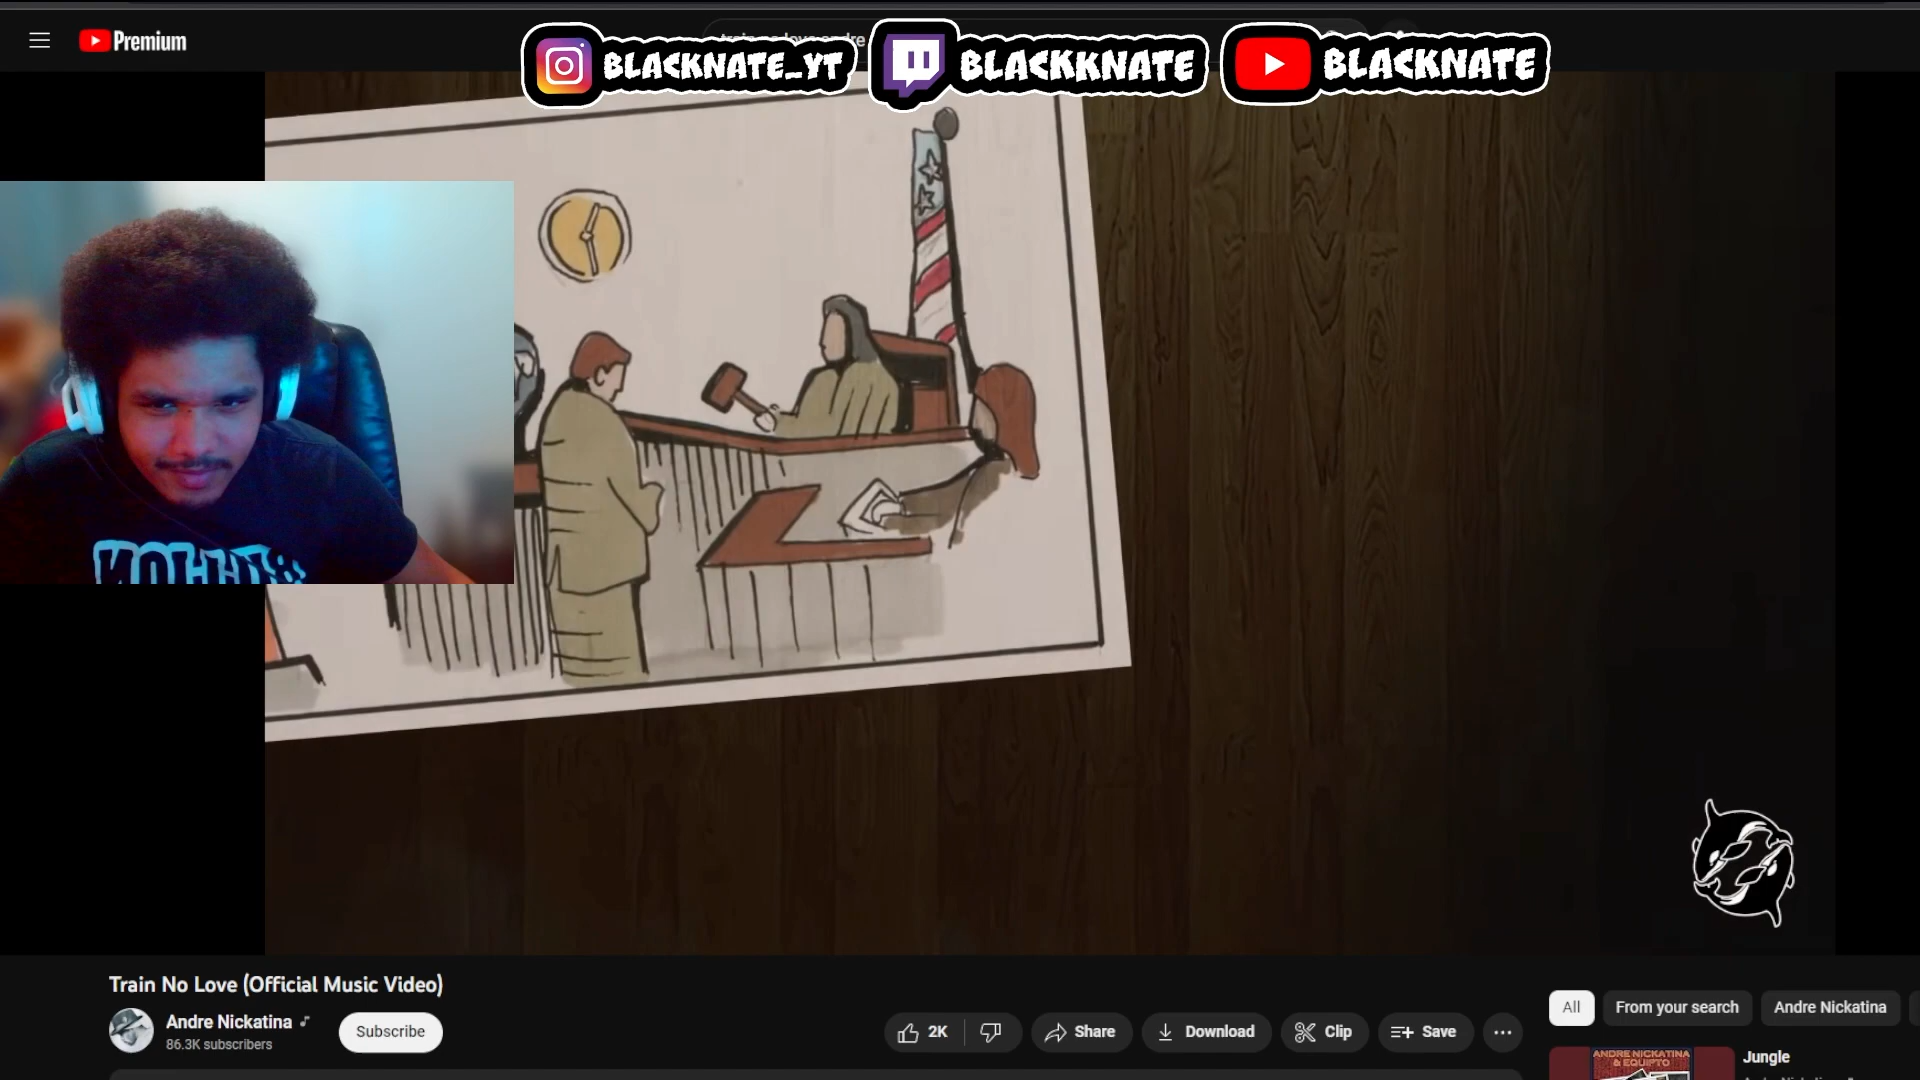 Premium
BLACKNATE_YT
BLACKKNATE
BLACKNATE
Train No Love (Official Music Video)
Andre Nickatina
86.3K subscribers
Subscribe
2K
Share
Download
Clip
Save
All
From your search
Andre Nickatina
ANDRE NICKATINA
& EQUIPTO
Jungle